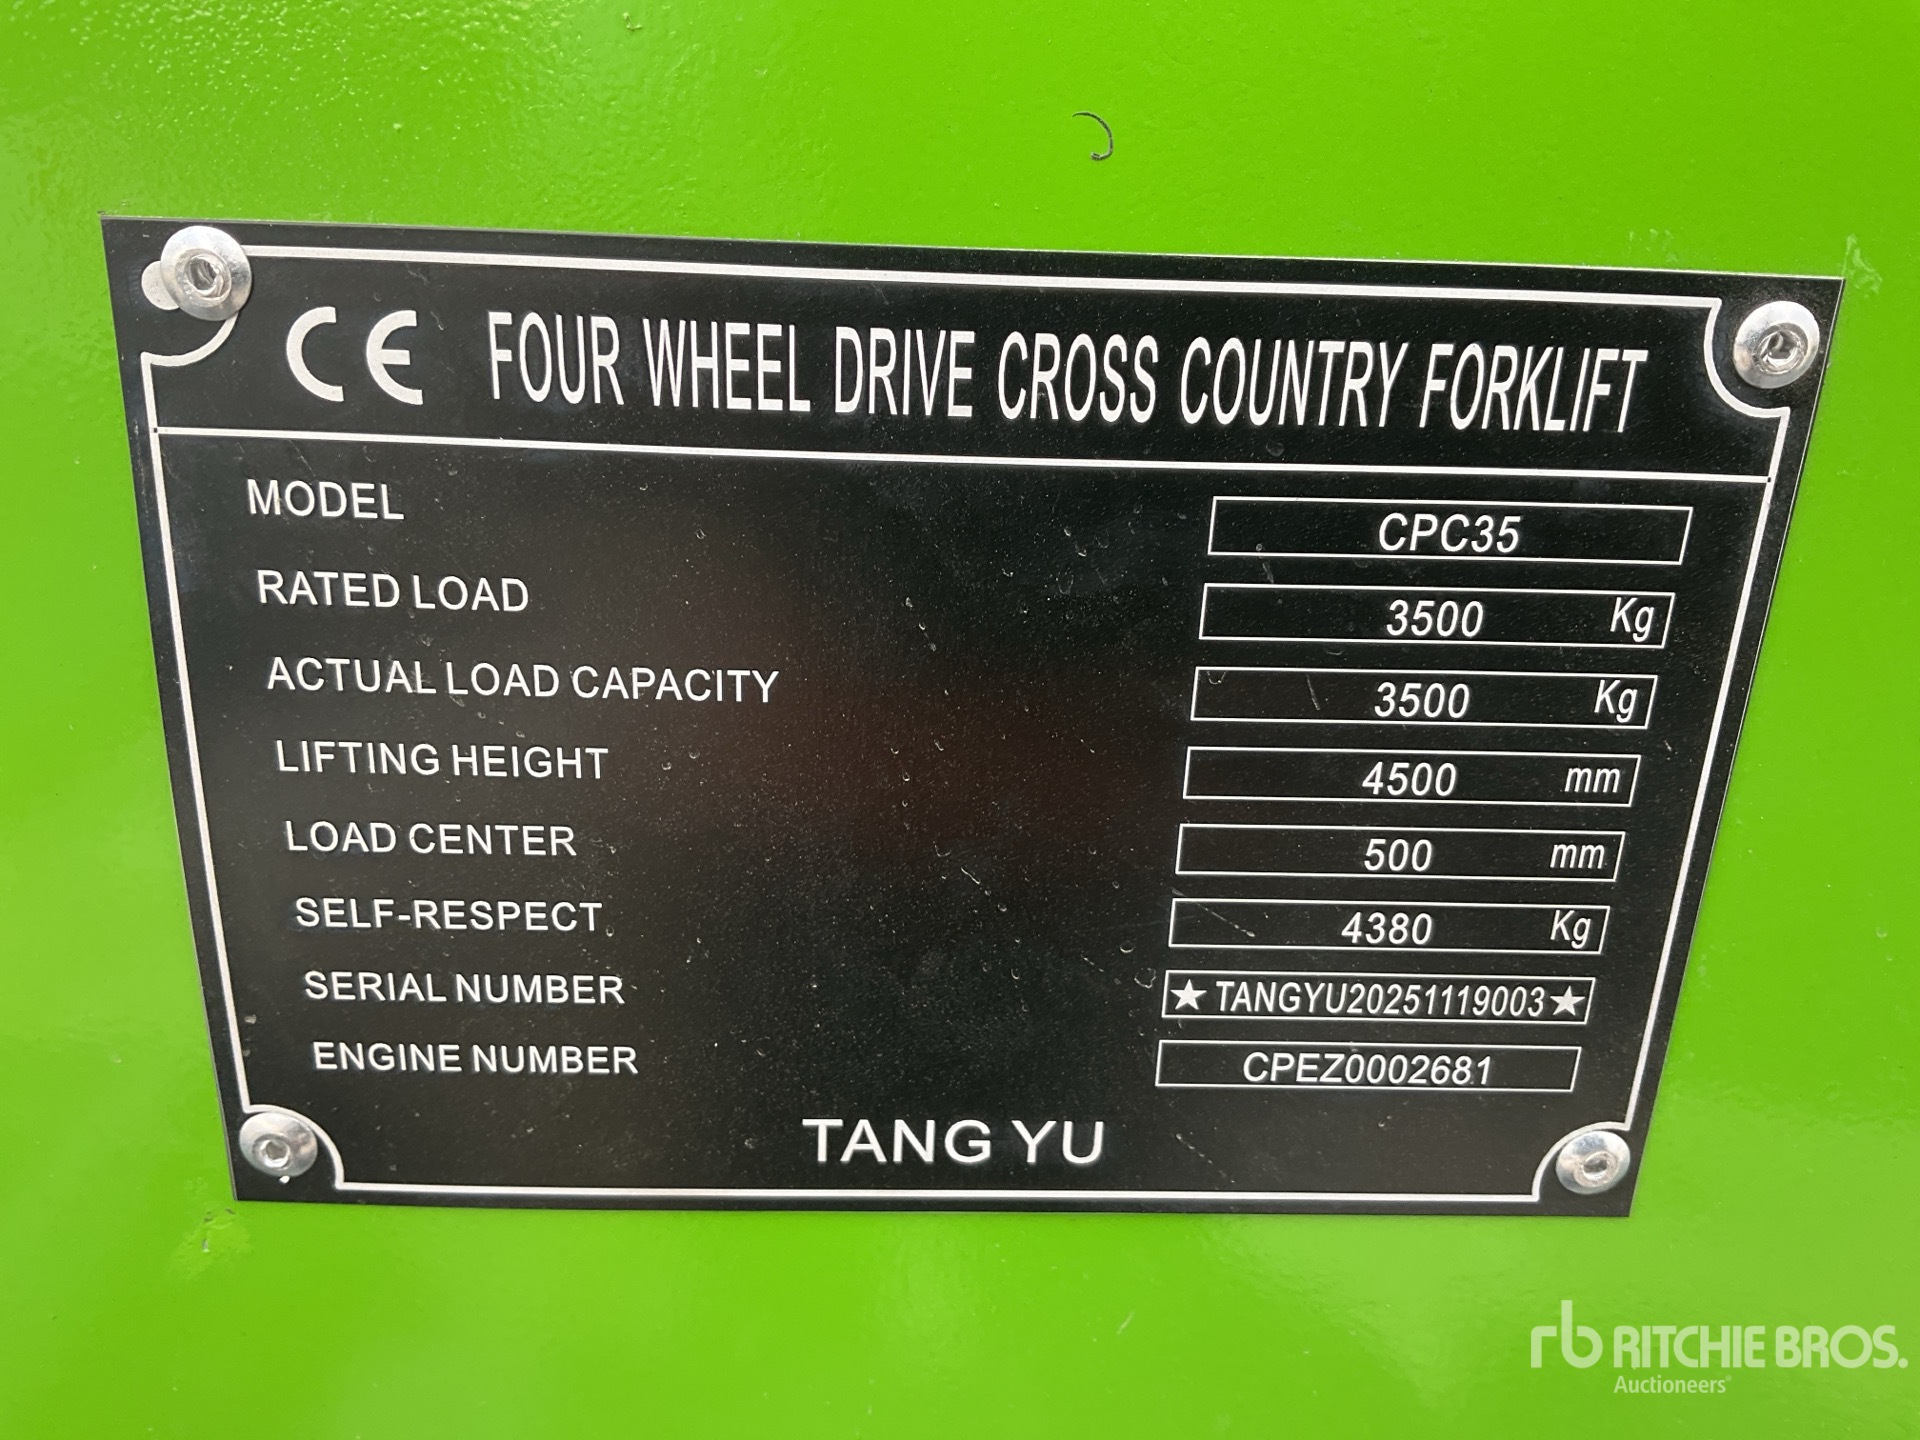 CE FOUR WHEEL DRIVE CROSS COUNTRY FORKLIFT
MODEL CPC35
RATED LOAD 3500 Kg
ACTUAL LOAD CAPACITY 3500 Kg
LIFTING HEIGHT 4500 mm
LOAD CENTER 500 mm
SELF-RESPECT 4380 Kg
SERIAL NUMBER ★TANGYU20251119003★
ENGINE NUMBER CPEZ0002681
TANG YU
rb RITCHIE BROS.
Auctioneers